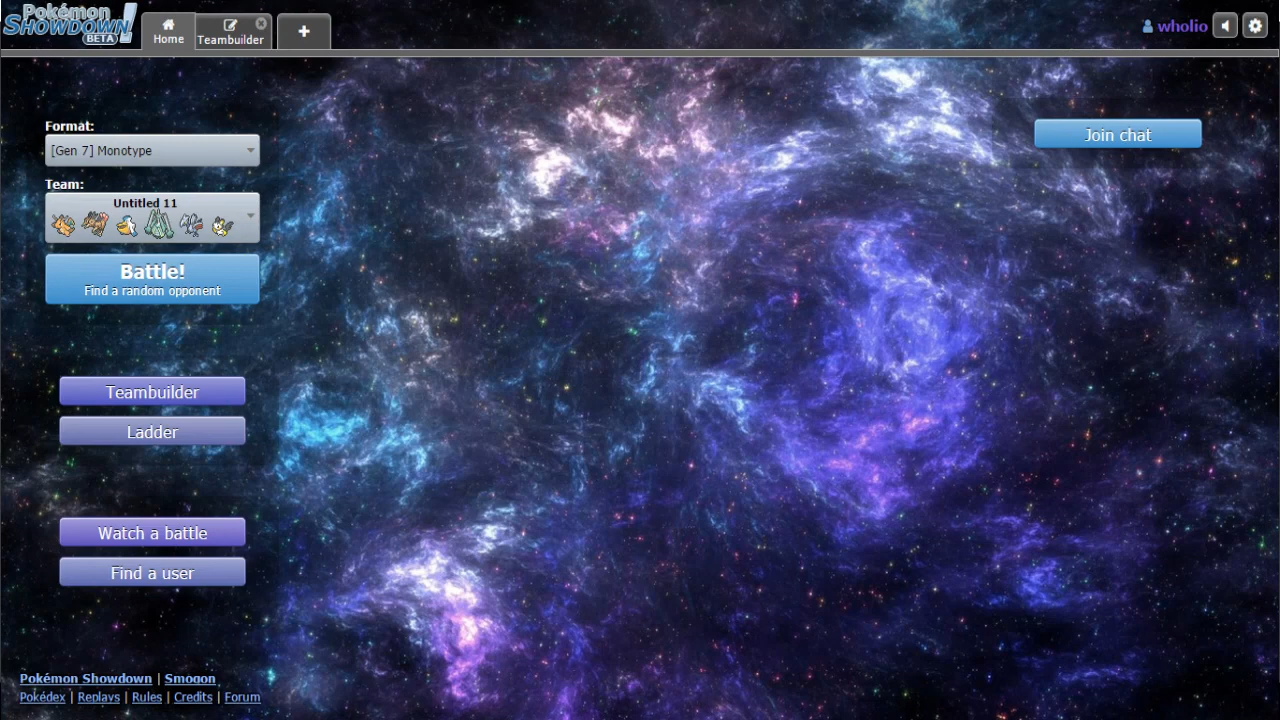 Pokémon
SHOWDOWN!
BETA
Home
Teambuilder
+
wholio
Format:
[Gen 7] Monotype
Join chat
Team:
Untitled 11
Battle!
Find a random opponent
Teambuilder
Ladder
Watch a battle
Find a user
Pokémon Showdown | Smogon
Pokédex | Replays | Rules | Credits | Forum